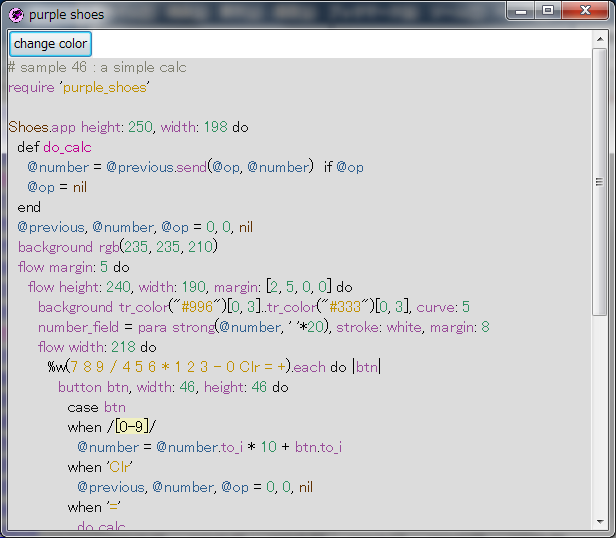 purple shoes
change color
# sample 46 : a simple calc
require 'purple_shoes'
Shoes.app height: 250, width: 198 do
def do_calc
@number = @previous.send(@op, @number) if @op
@op = nil
end
@previous, @number, @op = 0, 0, nil
background rgb(235, 235, 210)
flow margin: 5 do
flow height: 240, width: 190, margin: [2, 5, 0, 0] do
background tr_color("#996")[0, 3]..tr_color("#333")[0, 3], curve: 5
number_field = para strong(@number, ' '*20), stroke: white, margin: 8
flow width: 218 do
%w(7 8 9 / 4 5 6 * 1 2 3 - 0 Clr = +).each do |btn|
button btn, width: 46, height: 46 do
case btn
when /[0-9]/
@number = @number.to_i * 10 + btn.to_i
when 'Clr'
@previous, @number, @op = 0, 0, nil
when '='
do_calc